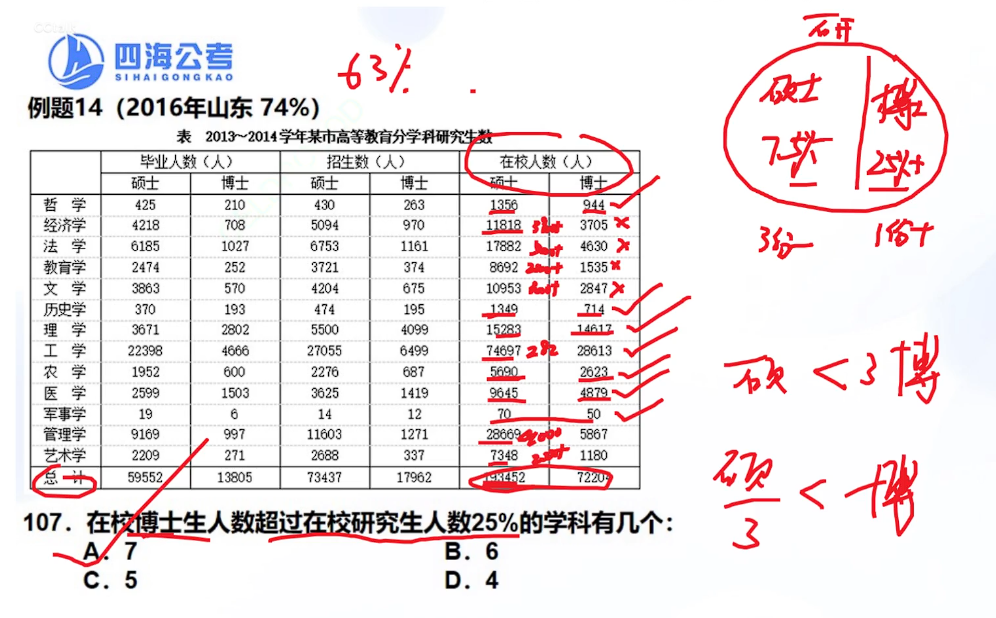 四海公考
SIHAIGONGKAO
63%
例题14（2016年山东 74%）
表 2013～2014学年某市高等教育分学科研究生数
毕业人数（人） 招生数（人） 在校人数（人）
硕士 博士 硕士 博士 硕士 博士
哲 学 425 210 430 263 1356 944
经济学 4218 708 5094 970 11818 3705
法 学 6185 1027 6753 1161 17882 4630
教育学 2474 252 3721 374 8692 1535
文 学 3863 570 4204 675 10953 2847
历史学 370 193 474 195 1349 714
理 学 3671 2802 5500 4099 15283 14617
工 学 22398 4666 27055 6499 74697 282 28613
农 学 1952 600 2276 687 5690 2623
医 学 2599 1503 3625 1419 9645 4879
军事学 19 6 14 12 70 50
管理学 9169 997 11603 1271 28669 5867
艺术学 2209 271 2688 337 7348 1180
总 计 59552 13805 73437 17962 193452 72204
107．在校博士生人数超过在校研究生人数25%的学科有几个：
A．7 B．6
C．5 D．4
研
硕士 博士
75% 25%+
3份 1份+
硕 < 3 博
硕/3 < 博